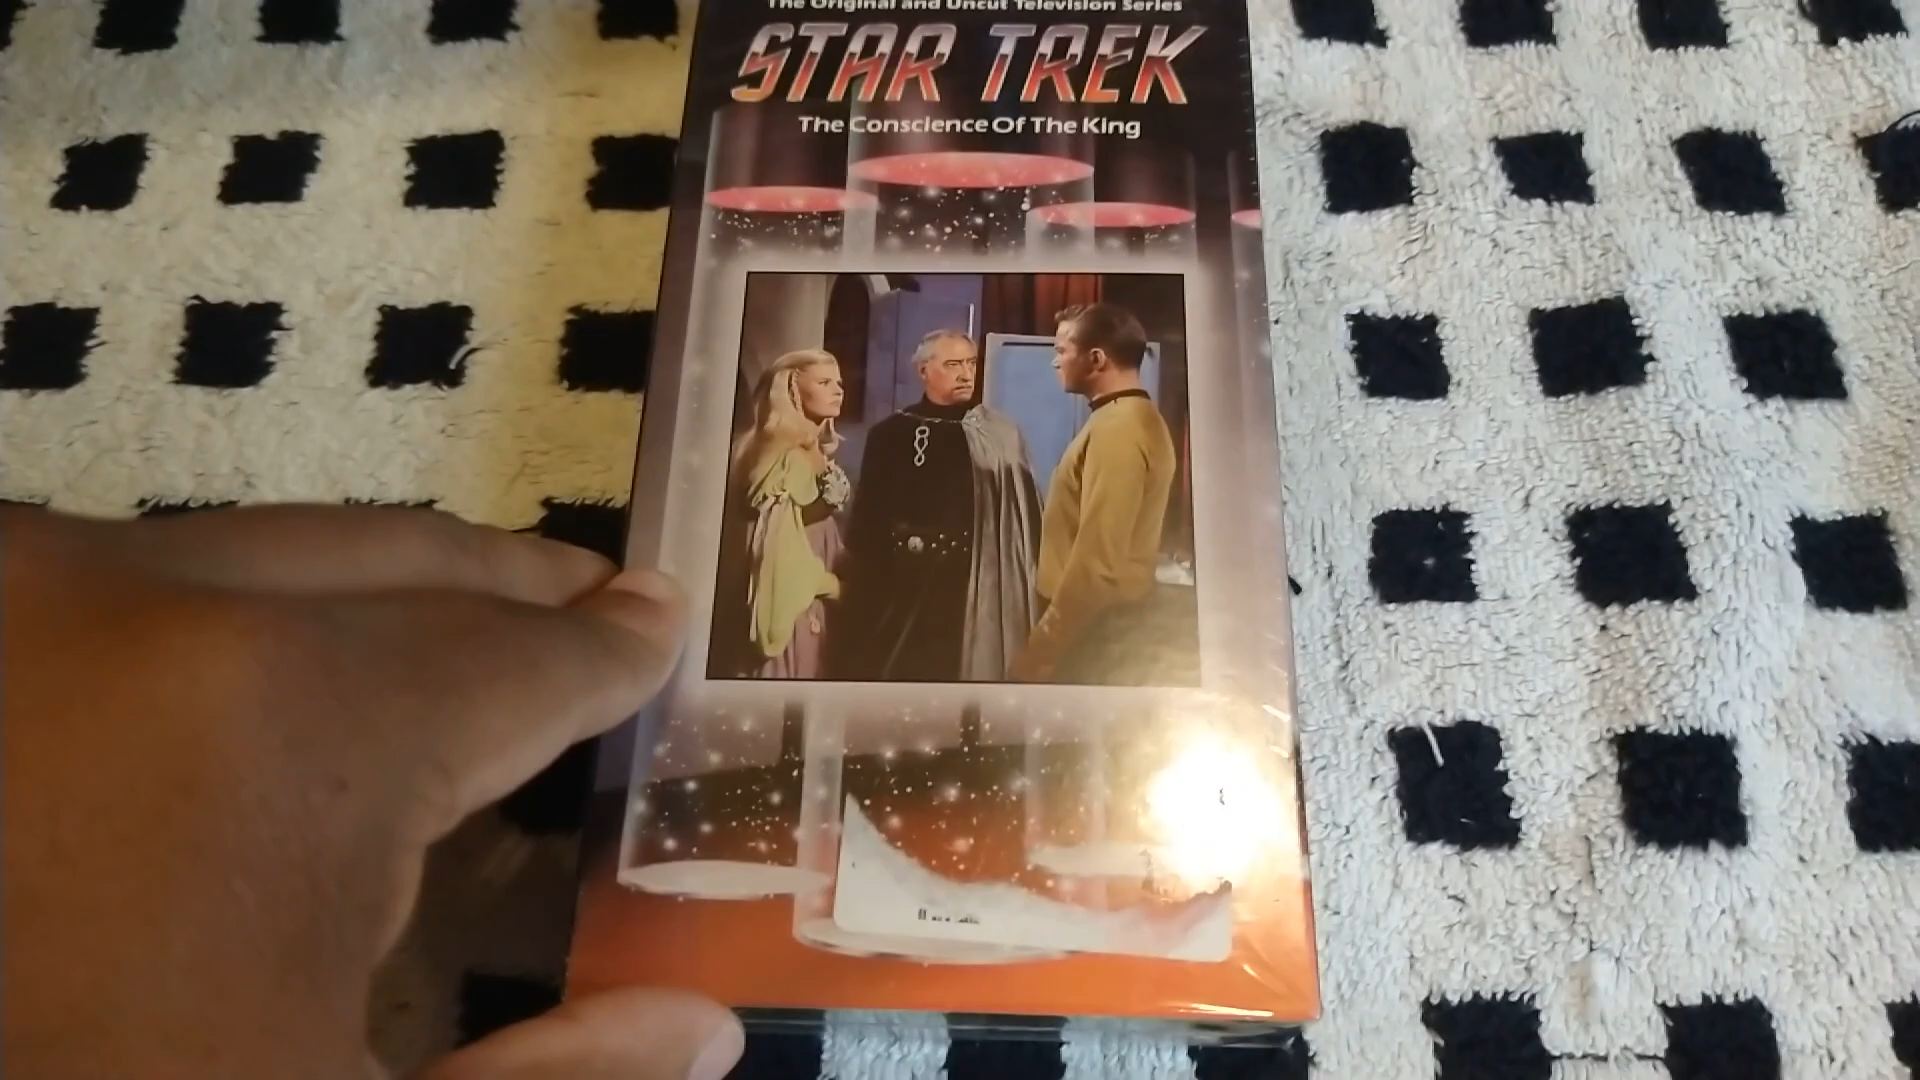 The Original and Uncut Television Series
STAR TREK
The Conscience Of The King